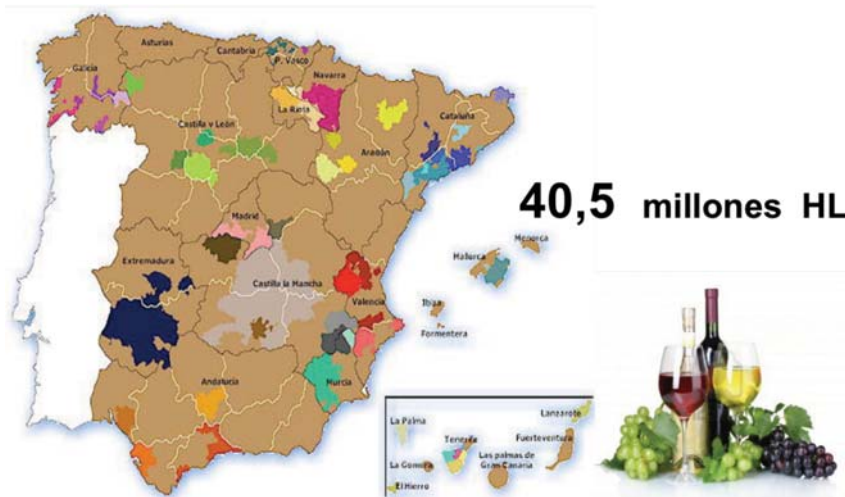 Asturias
Cantabria
P. Vasco
Galicia
Navarra
La Rioja
Cataluña
Castilla y León
Aragón
40,5 millones HL
Madrid
Menorca
Mallorca
Extremadura
Castilla la Mancha
Valencia
Ibiza
Formentera
Andalucía
Murcia
Lanzarote
La Palma
Tenerife
Fuerteventura
La Gomera
Las palmas de
Gran Canaria
El Hierro